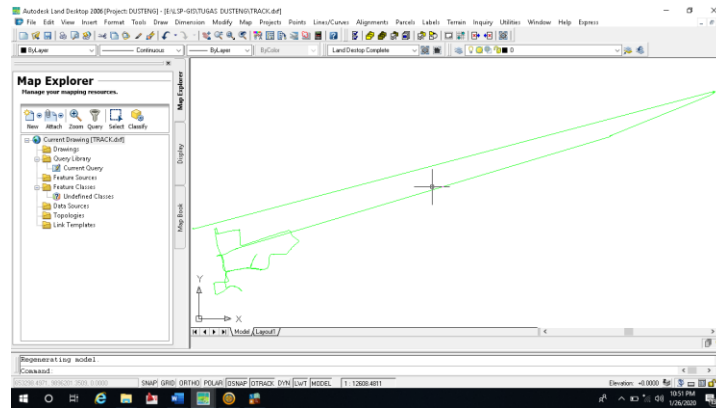 Autodesk Land Desktop 2006 [Project: DUSTENG] - [E:\LSP-GIS\TUGAS DUSTENG\TRACK.dxf]
File Edit View Insert Format Tools Draw Dimension Modify Map Projects Points Lines/Curves Alignments Parcels Labels Terrain Inquiry Utilities Window Help Express
ByLayer Continuous ByLayer ByColor Land Desktop Complete 0
Map Explorer
Manage your mapping resources.
New Attach Zoom Query Select Classify
Current Drawing [TRACK.dxf]
Drawings
Query Library
Current Query
Feature Sources
Feature Classes
Undefined Classes
Data Sources
Topologies
Link Templates
Map Explorer
Display
Map Book
Y
X
Model Layout1
Regenerating model.
Command:
SNAP GRID ORTHO POLAR OSNAP OTRACK DYN LWT MODEL 1 : 12608.4811 Elevation: -0.0000
10:51 PM
1/26/2020